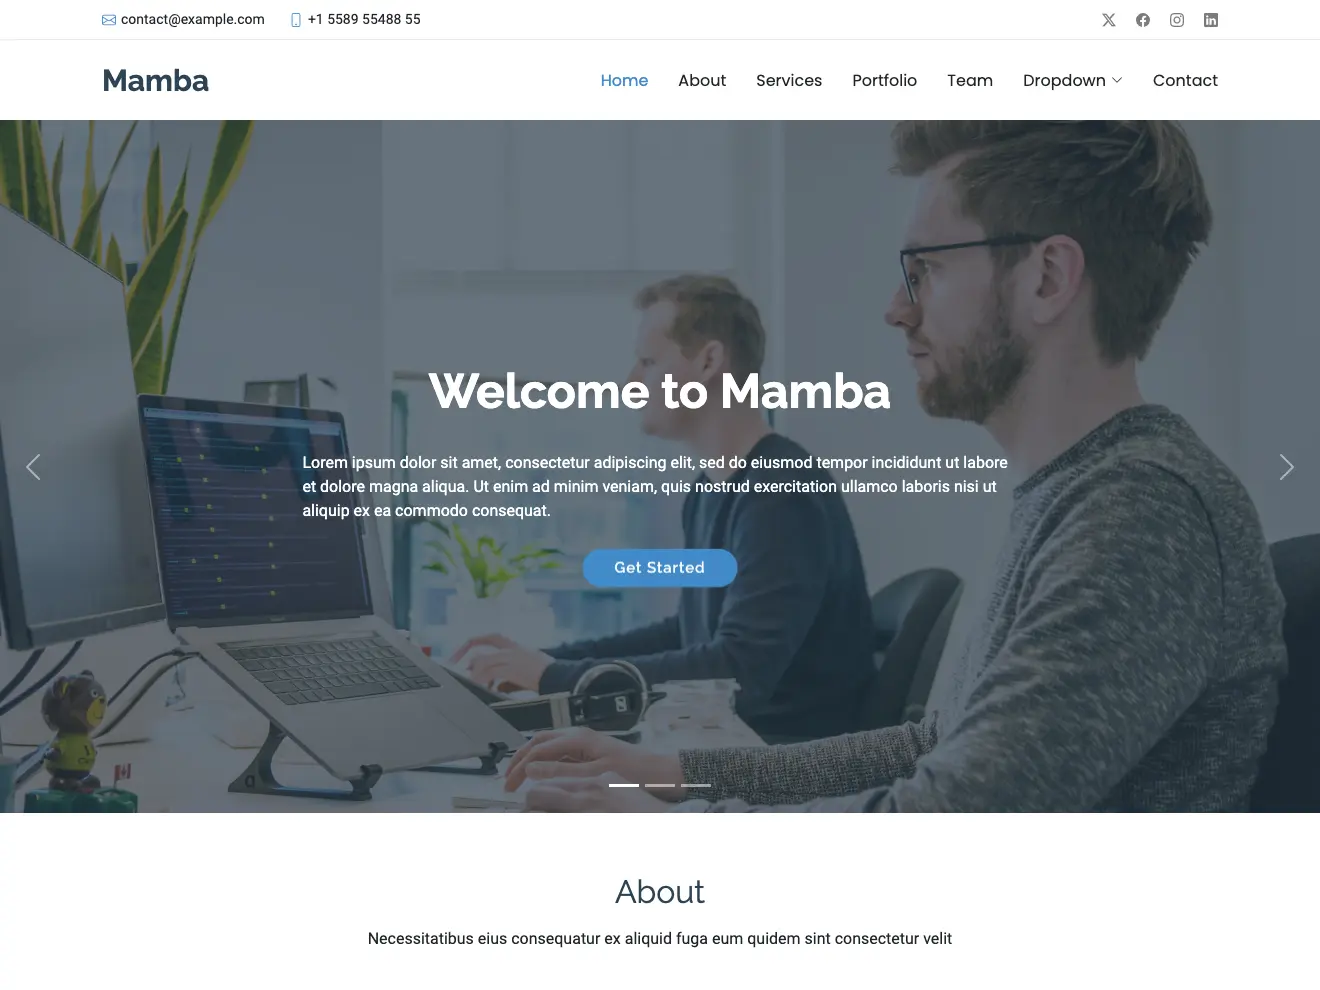 contact@example.com +1 5589 55488 55
Mamba
Home About Services Portfolio Team Dropdown Contact
Welcome to Mamba
Lorem ipsum dolor sit amet, consectetur adipiscing elit, sed do eiusmod tempor incididunt ut labore
et dolore magna aliqua. Ut enim ad minim veniam, quis nostrud exercitation ullamco laboris nisi ut
aliquip ex ea commodo consequat.
Get Started
About
Necessitatibus eius consequatur ex aliquid fuga eum quidem sint consectetur velit